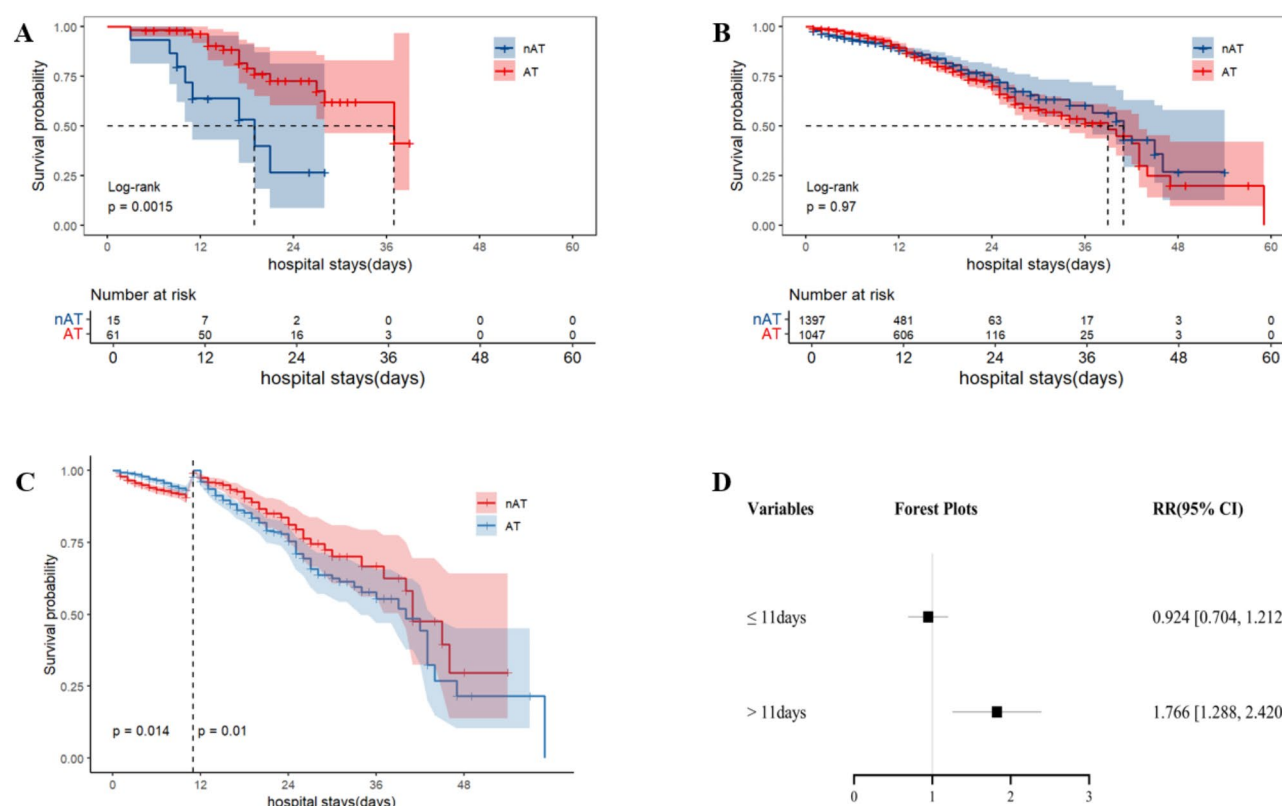 A
1.00
0.75
0.50
0.25
0.00
Survival probability
nAT
AT
Log-rank
p = 0.0015
0 12 24 36 48 60
hospital stays(days)
Number at risk
nAT 15 7 2 0 0 0
AT 61 50 16 3 0 0
0 12 24 36 48 60
hospital stays(days)
B
1.00
0.75
0.50
0.25
0.00
Survival probability
nAT
AT
Log-rank
p = 0.97
0 12 24 36 48 60
hospital stays(days)
Number at risk
nAT 1397 481 63 17 3 0
AT 1047 606 116 25 3 0
0 12 24 36 48 60
hospital stays(days)
C
1.00
0.75
0.50
0.25
0.00
Survival probability
nAT
AT
p = 0.014 p = 0.01
0 12 24 36 48
hospital stays(days)
D
Variables Forest Plots RR(95% CI)
≤ 11days 0.924 [0.704, 1.212
> 11days 1.766 [1.288, 2.420
0 1 2 3